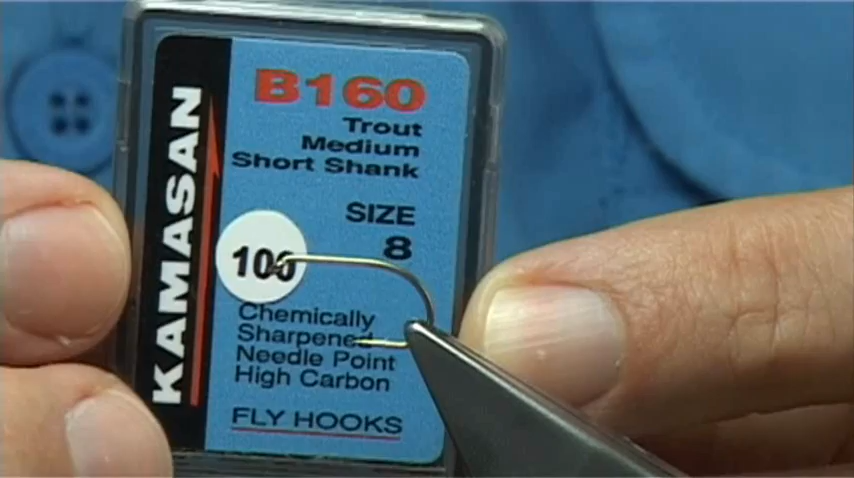 KAMASAN
B160
Trout
Medium
Short Shank
SIZE
8
100
Chemically
Sharpened
Needle Point
High Carbon
FLY HOOKS